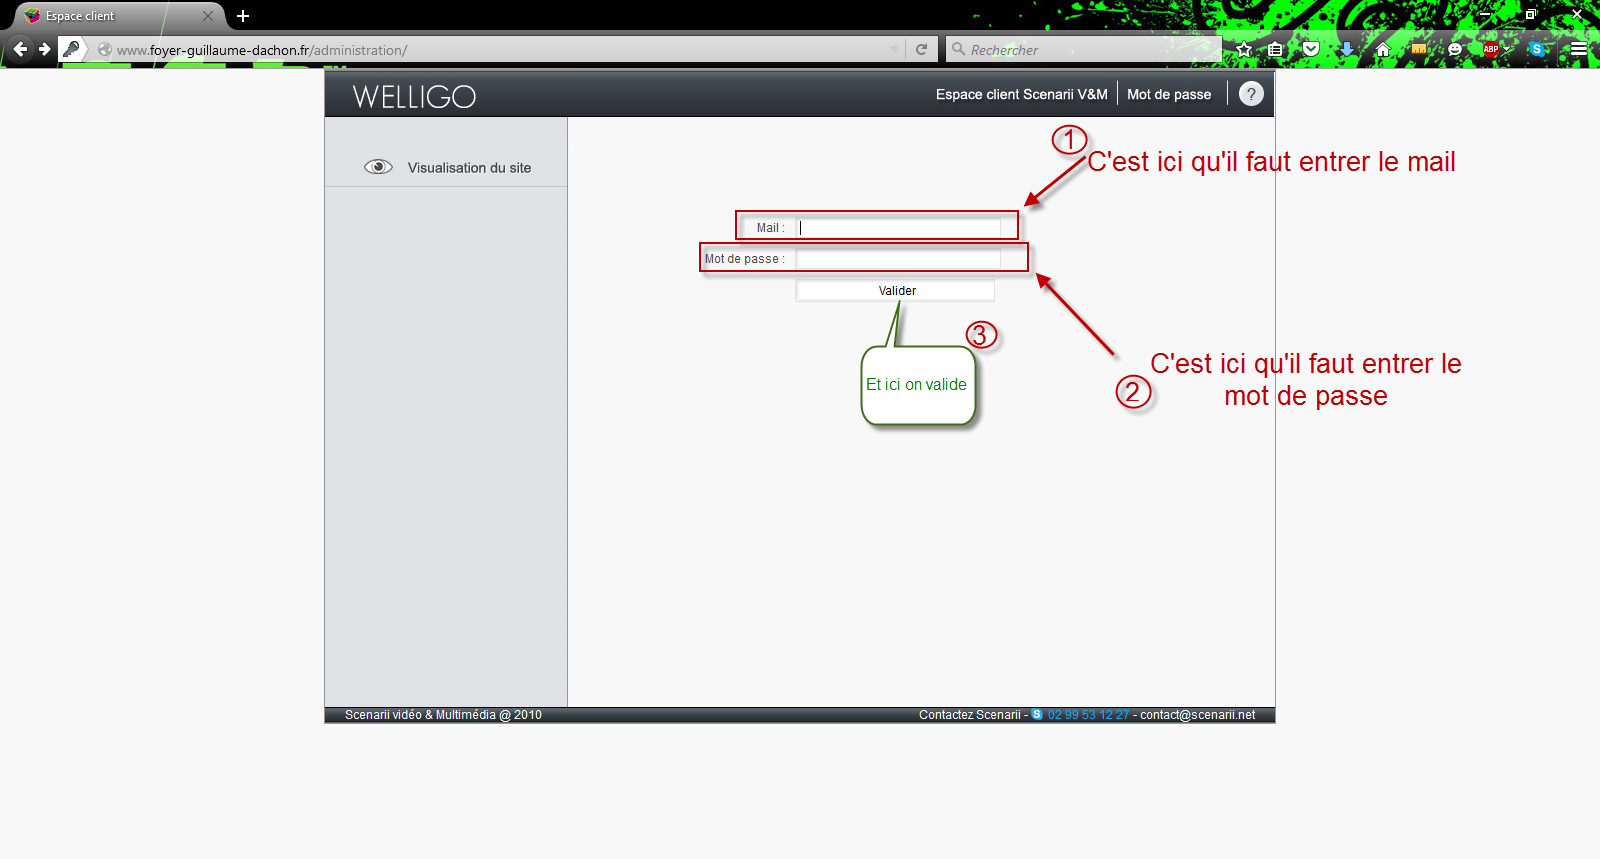 Espace client
www.foyer-guillaume-dachon.fr/administration/
Rechercher
ABP
WELLIGO
Espace client Scenarii V&M
Mot de passe
?
Visualisation du site
1
C'est ici qu'il faut entrer le mail
Mail :
Mot de passe :
Valider
3
Et ici on valide
C'est ici qu'il faut entrer le
mot de passe
2
Scenarii vidéo & Multimédia @ 2010
Contactez Scenarii - 02 99 53 12 27 - contact@scenarii.net